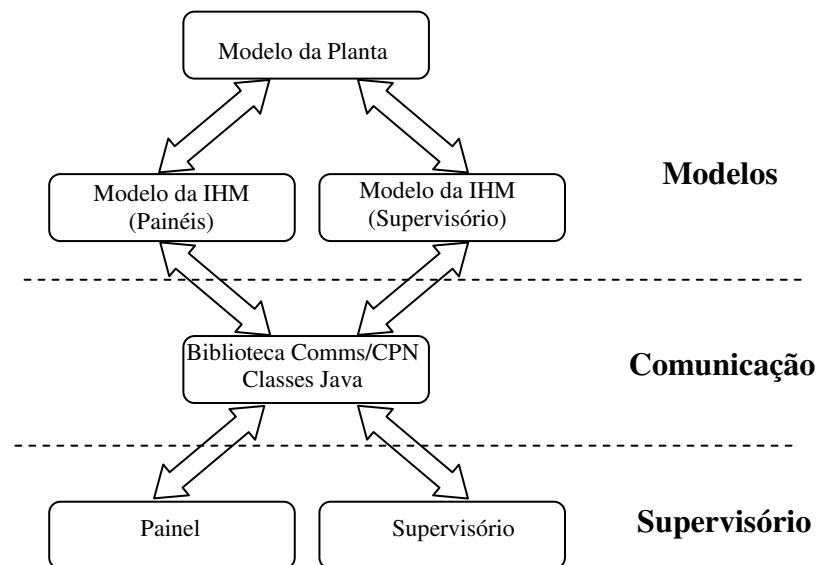 Modelo da Planta
Modelo da IHM
(Painéis)
Modelo da IHM
(Supervisório)
Modelos
Biblioteca Comms/CPN
Classes Java
Comunicação
Painel
Supervisório
Supervisório